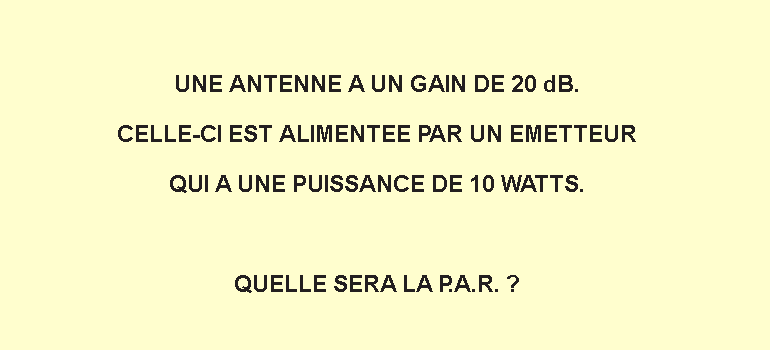 UNE ANTENNE A UN GAIN DE 20 dB.
CELLE-CI EST ALIMENTEE PAR UN EMETTEUR
QUI A UNE PUISSANCE DE 10 WATTS.
QUELLE SERA LA P.A.R. ?